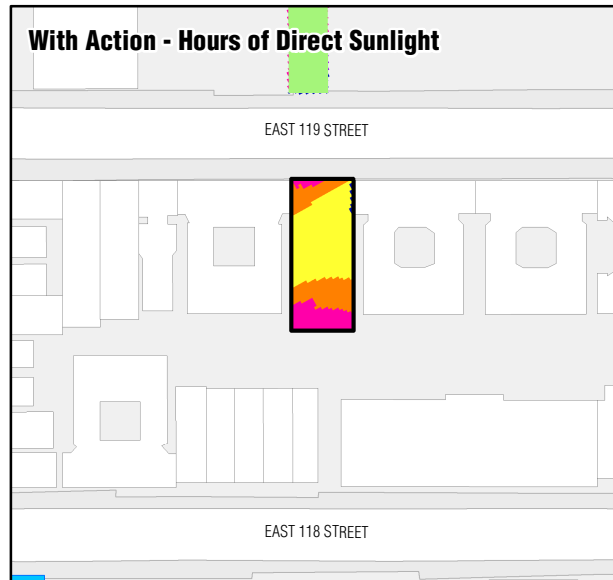 With Action - Hours of Direct Sunlight
EAST 119 STREET
EAST 118 STREET